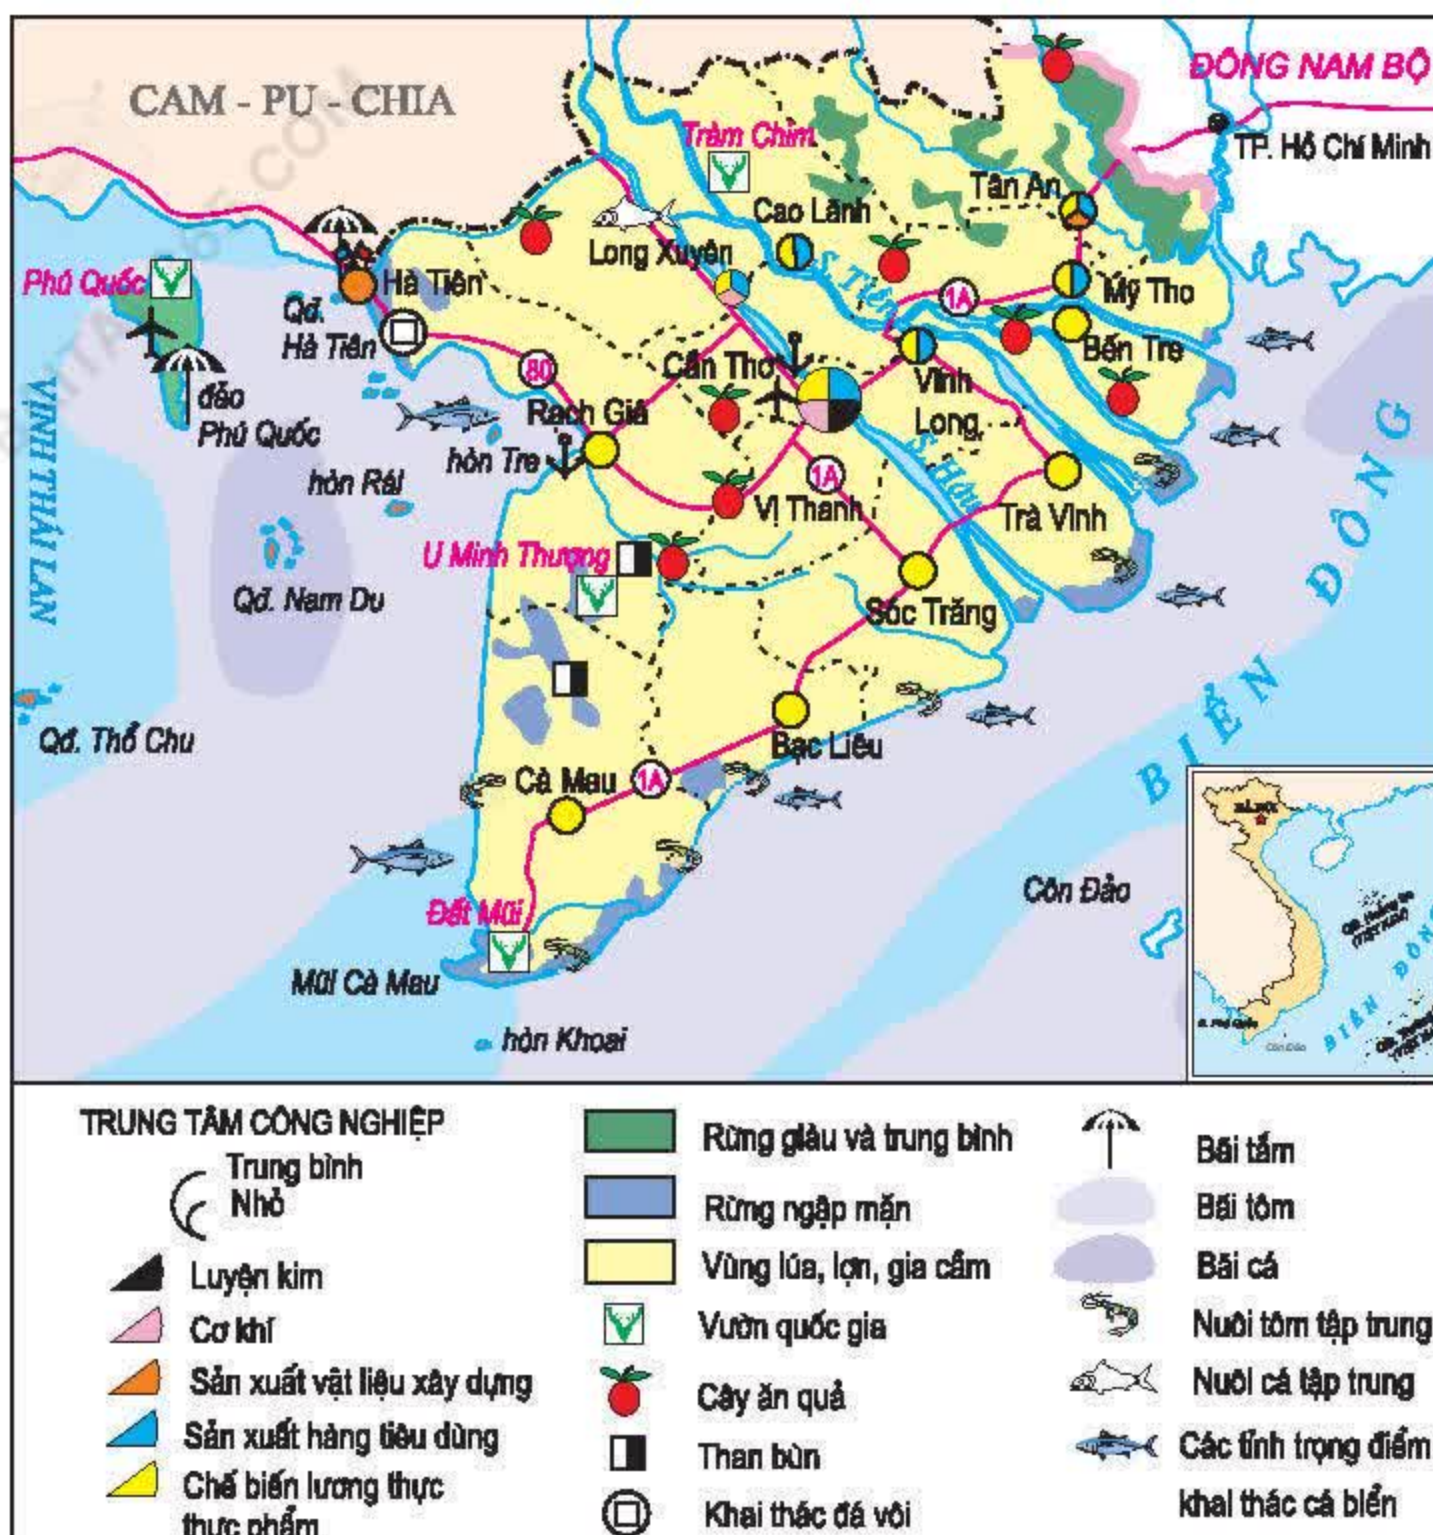 CAM - PU - CHIA
ĐÔNG NAM BỘ
TP. Hồ Chí Minh
Tràm Chim
Tân An
Cao Lãnh
Long Xuyên
Phú Quốc
Hà Tiên
S. Tiền
1A
Mỹ Tho
Qđ.
Hà Tiên
Bến Tre
Cần Thơ
Vĩnh
Long
80
đảo
Phú Quốc
Rạch Giá
VỊNH THÁI LAN
hòn Tre
S. Hậu
1A
hòn Rái
Vị Thanh
Trà Vinh
U Minh Thượng
Qđ. Nam Du
Sóc Trăng
BIỂN ĐÔNG
Qđ. Thổ Chu
Bạc Liêu
Cà Mau
1A
Côn Đảo
Đất Mũi
Mũi Cà Mau
hòn Khoai
HÀ NỘI
BIỂN ĐÔNG
Côn Đảo
TRUNG TÂM CÔNG NGHIỆP
Trung bình
Nhỏ
Luyện kim
Cơ khí
Sản xuất vật liệu xây dựng
Sản xuất hàng tiêu dùng
Chế biến lương thực
thực phẩm
Rừng giàu và trung bình
Rừng ngập mặn
Vùng lúa, lợn, gia cầm
Vườn quốc gia
Cây ăn quả
Than bùn
Khai thác đá vôi
Bãi tắm
Bãi tôm
Bãi cá
Nuôi tôm tập trung
Nuôi cá tập trung
Các tỉnh trọng điểm
khai thác cá biển